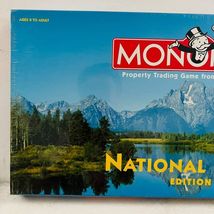 AGES 8 TO ADULT
MONO
Property Trading Game from
NATIONAL
EDITION